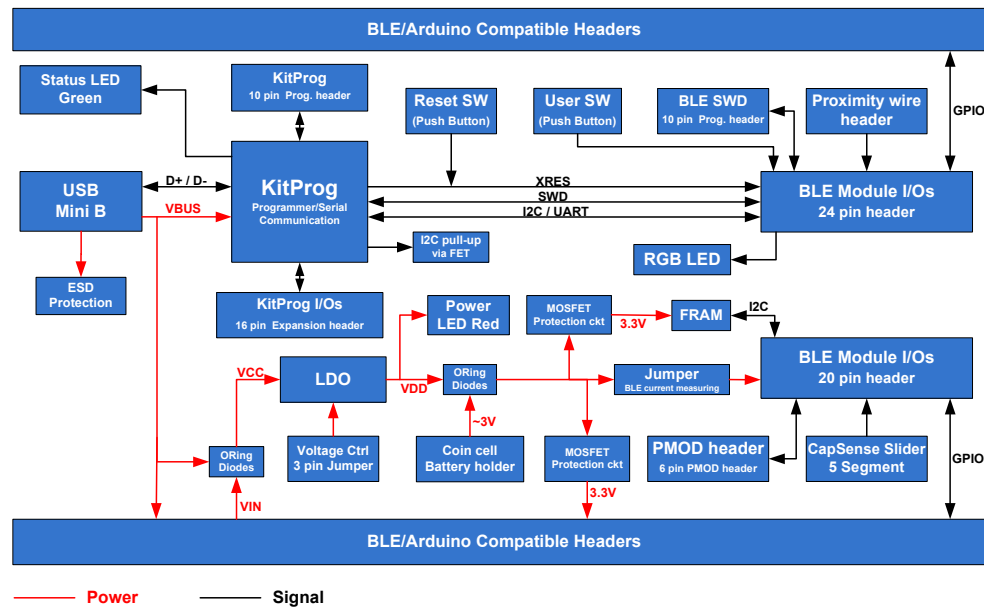 BLE/Arduino Compatible Headers
Status LED
Green
KitProg
10 pin Prog. header
Reset SW
(Push Button)
User SW
(Push Button)
BLE SWD
10 pin Prog. header
Proximity wire
header
GPIO
USB
Mini B
D+ / D-
VBUS
KitProg
Programmer/Serial
Communication
XRES
SWD
I2C / UART
BLE Module I/Os
24 pin header
I2C pull-up
via FET
RGB LED
ESD
Protection
KitProg I/Os
16 pin Expansion header
Power
LED Red
MOSFET
Protection ckt
3.3V
FRAM
I2C
BLE Module I/Os
20 pin header
VCC
LDO
VDD
ORing
Diodes
Jumper
BLE current measuring
~3V
ORing
Diodes
Voltage Ctrl
3 pin Jumper
Coin cell
Battery holder
MOSFET
Protection ckt
PMOD header
6 pin PMOD header
CapSense Slider
5 Segment
GPIO
VIN
3.3V
BLE/Arduino Compatible Headers
Power
Signal